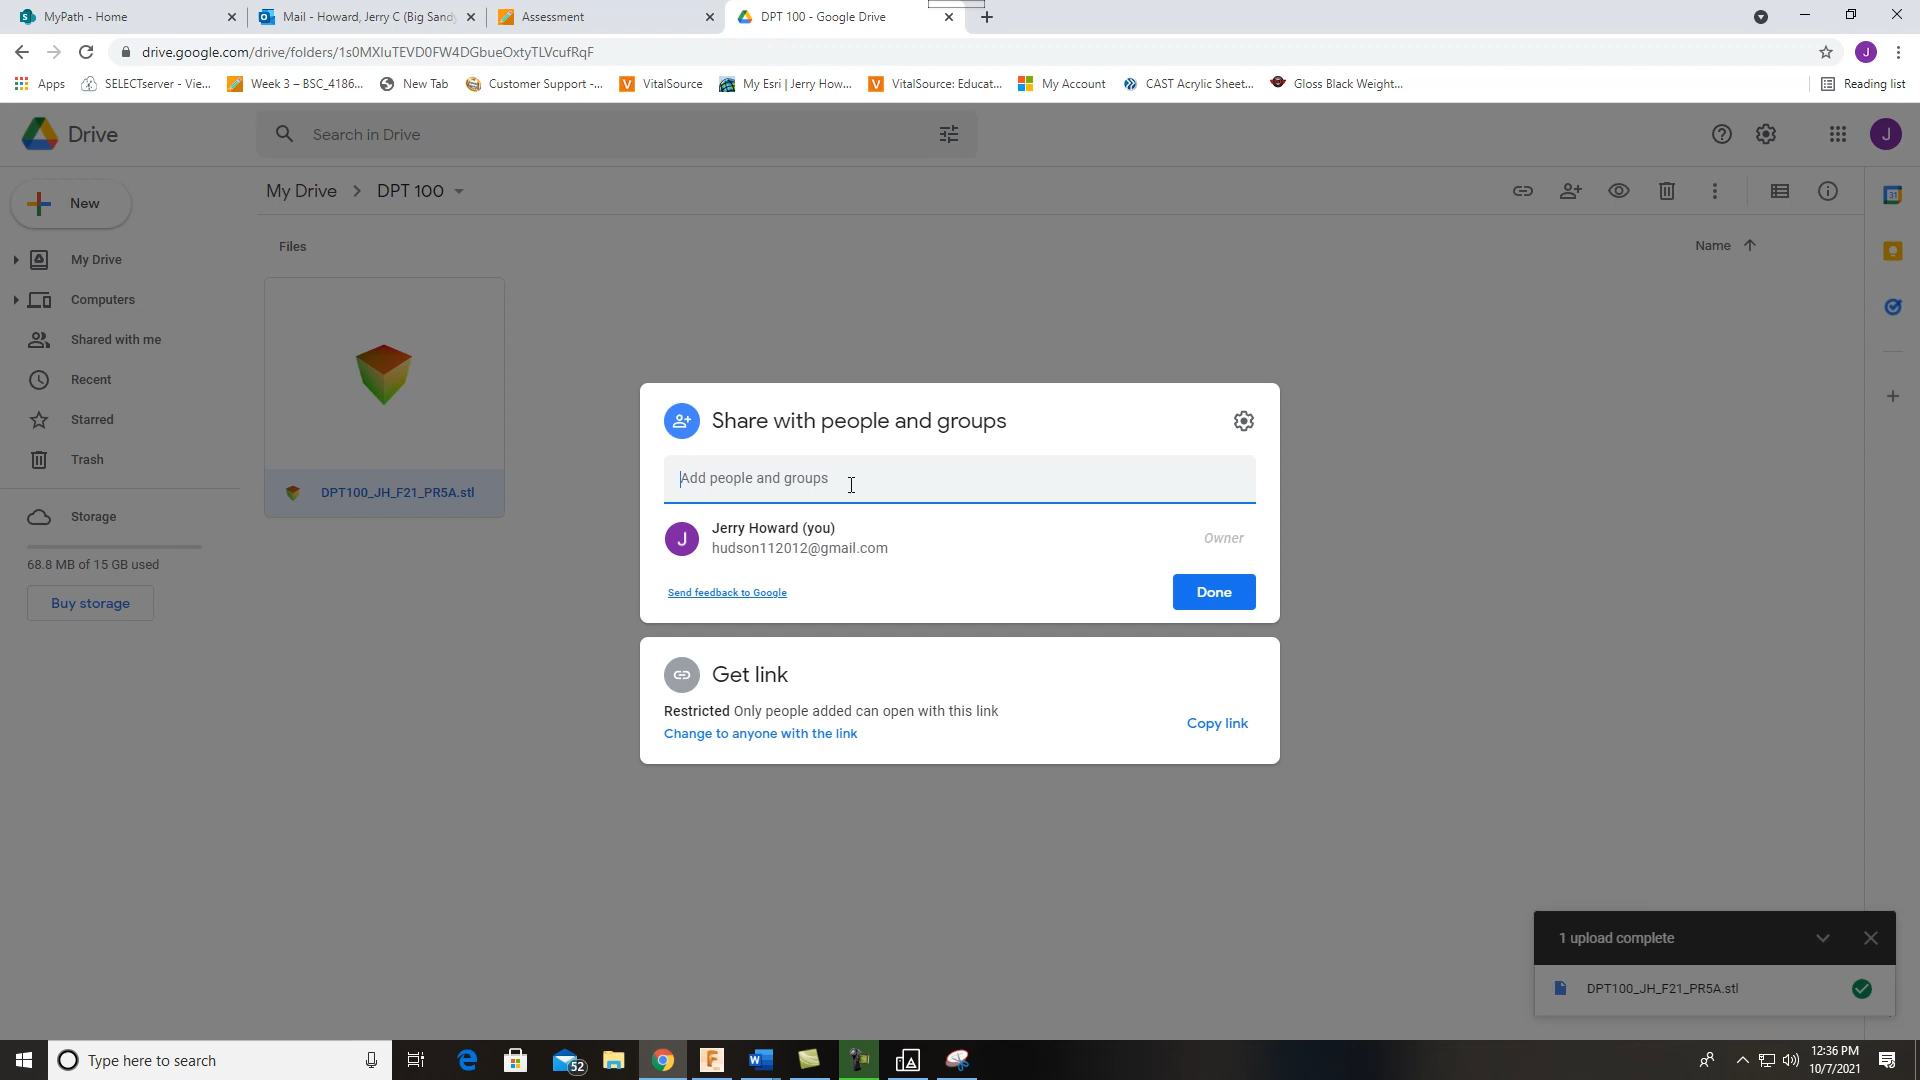 MyPath - Home
Mail - Howard, Jerry C (Big Sandy
Assessment
DPT 100 - Google Drive
drive.google.com/drive/folders/1s0MXIuTEVD0FW4DGbueOxtyTLVcufRqF
J
Apps
SELECTserver - Vie...
Week 3 – BSC_4186...
New Tab
Customer Support -...
VitalSource
My Esri | Jerry How...
VitalSource: Educat...
My Account
CAST Acrylic Sheet...
Gloss Black Weight...
Reading list
Drive
Search in Drive
J
New
My Drive > DPT 100
My Drive
Computers
Shared with me
Recent
Starred
Trash
Storage
68.8 MB of 15 GB used
Buy storage
Files
Name
31
DPT100_JH_F21_PR5A.stl
Share with people and groups
Add people and groups
J
Jerry Howard (you)
hudson112012@gmail.com
Owner
Send feedback to Google
Done
Get link
Restricted Only people added can open with this link
Change to anyone with the link
Copy link
1 upload complete
DPT100_JH_F21_PR5A.stl
Type here to search
52
12:36 PM
10/7/2021